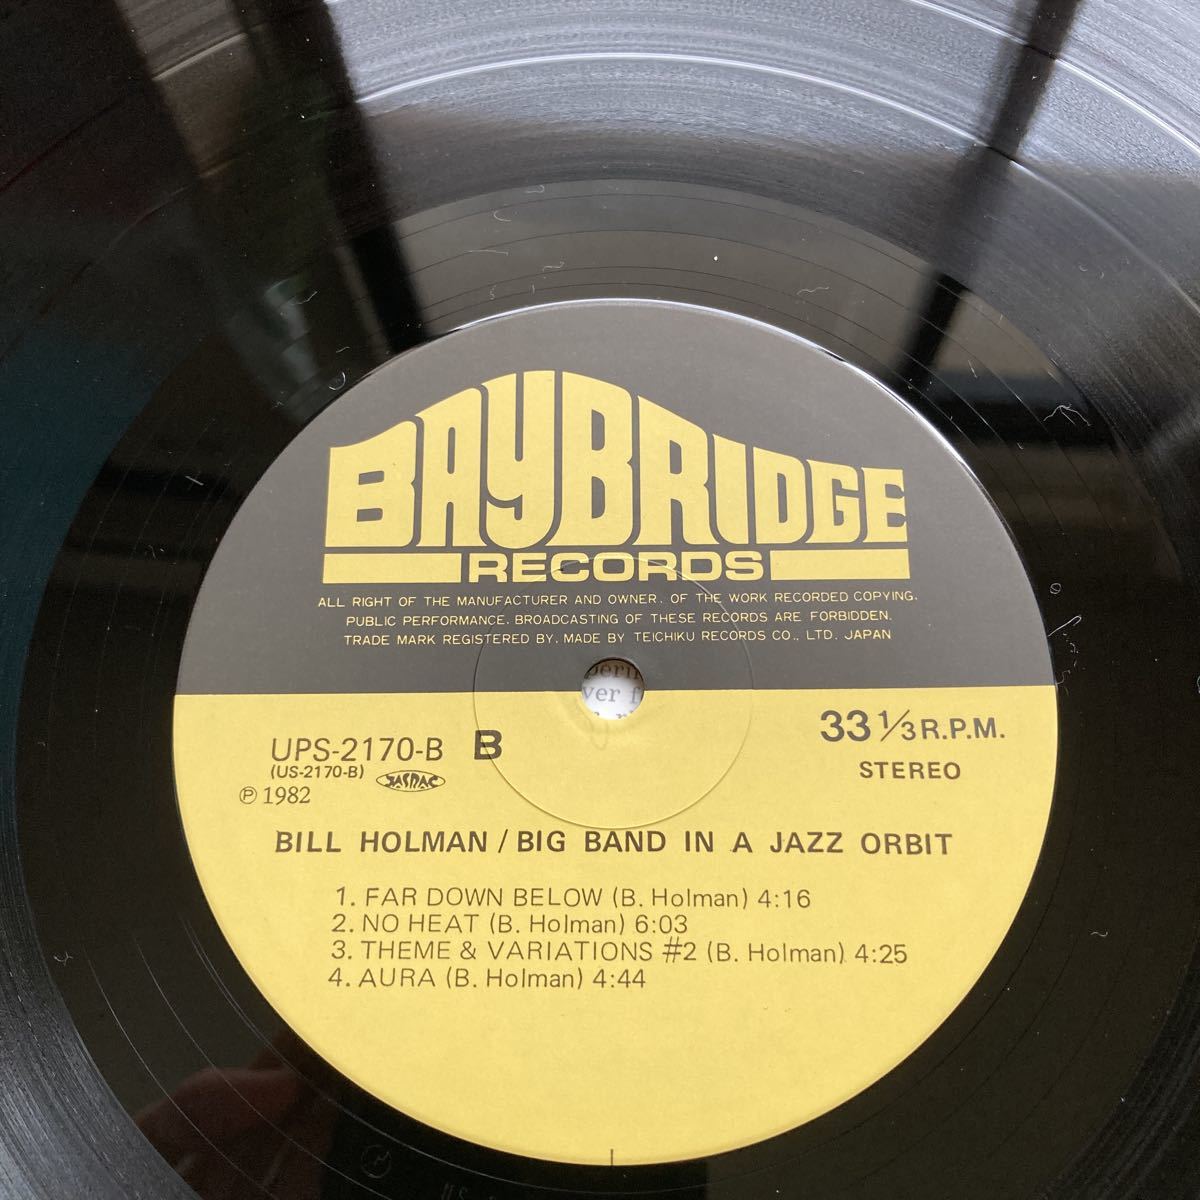 BAYBRIDGE
RECORDS
ALL RIGHT OF THE MANUFACTURER AND OWNER. OF THE WORK RECORDED COPYING.
PUBLIC PERFORMANCE. BROADCASTING OF THESE RECORDS ARE FORBIDDEN.
TRADE MARK REGISTERED BY. MADE BY TEICHIKU RECORDS CO., LTD. JAPAN
ver f
UPS-2170-B B
33 1/3 R.P.M.
(US-2170-B) JASRAC
STEREO
℗ 1982
BILL HOLMAN / BIG BAND IN A JAZZ ORBIT
1. FAR DOWN BELOW (B. Holman) 4:16
2. NO HEAT (B. Holman) 6:03
3. THEME & VARIATIONS #2 (B. Holman) 4:25
4. AURA (B. Holman) 4:44